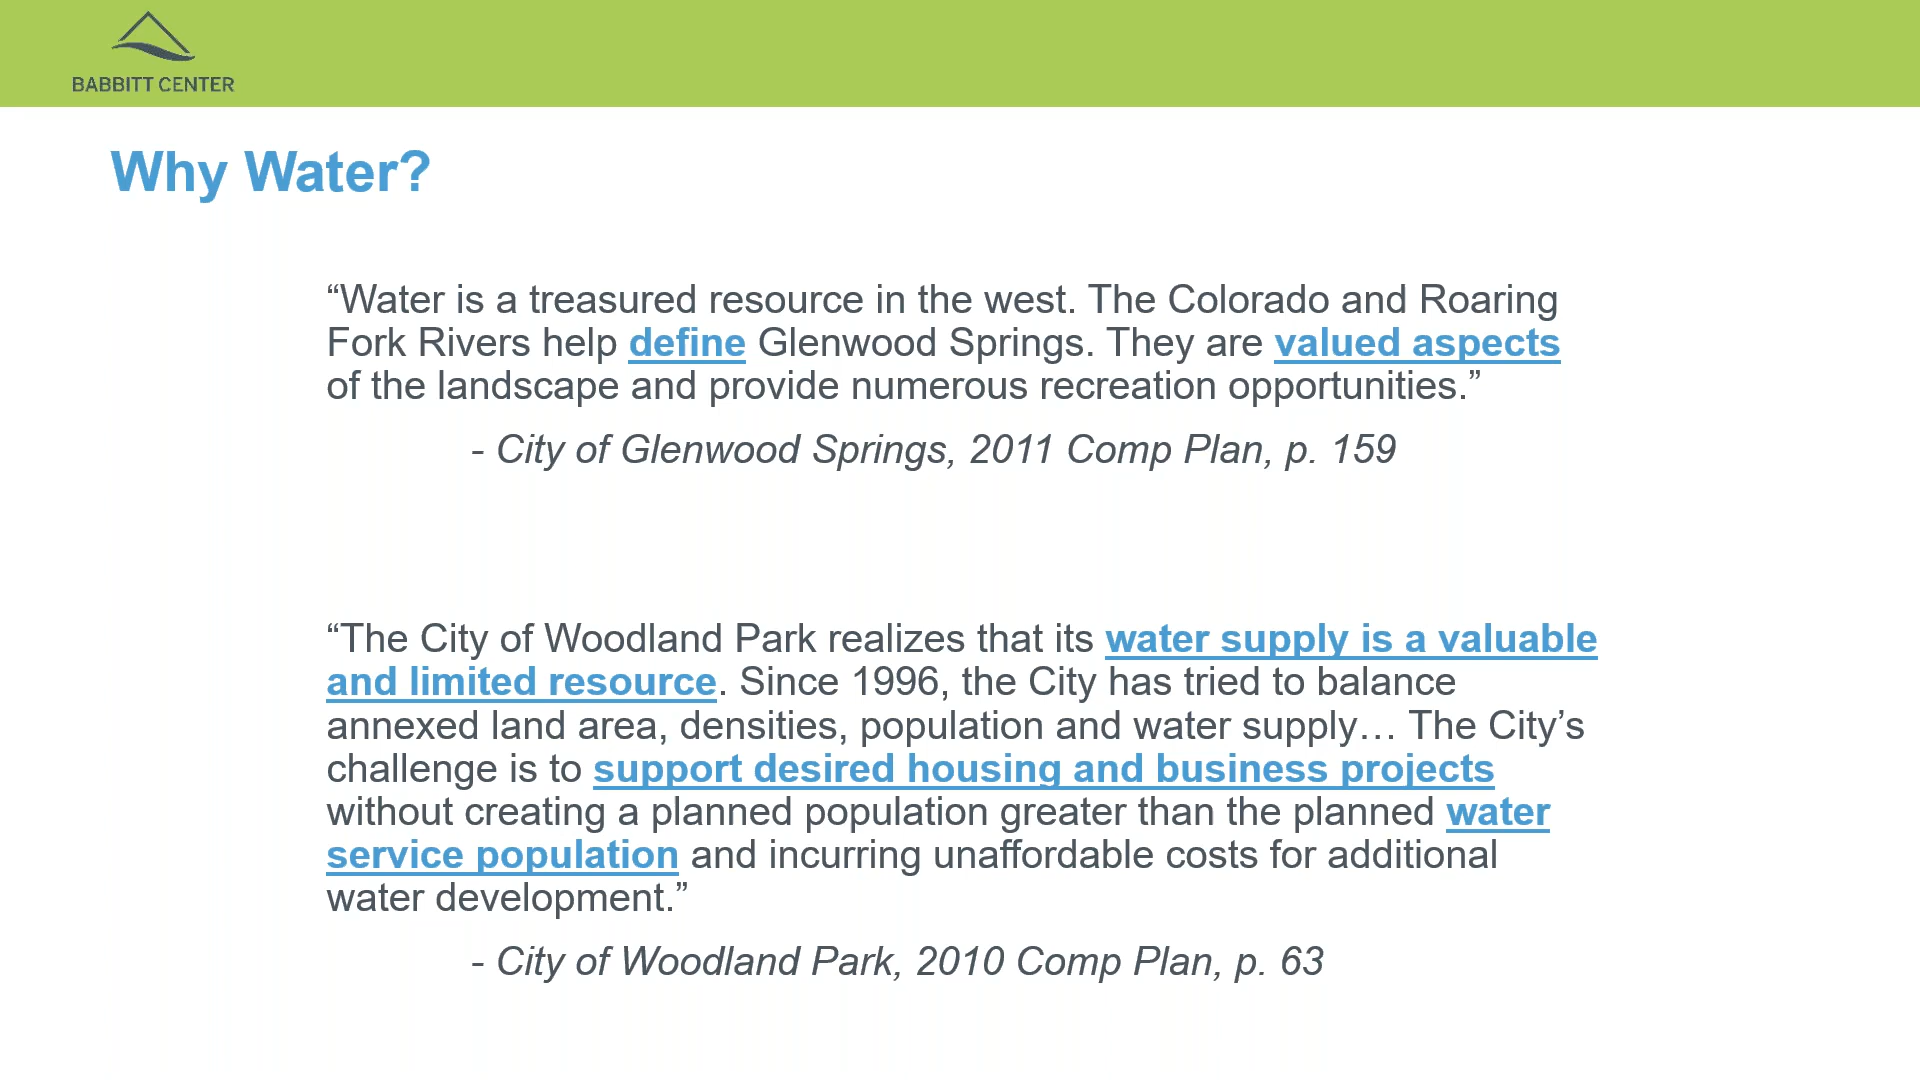 BABBITT CENTER
Why Water?
“Water is a treasured resource in the west. The Colorado and Roaring
Fork Rivers help define Glenwood Springs. They are valued aspects
of the landscape and provide numerous recreation opportunities.”
- City of Glenwood Springs, 2011 Comp Plan, p. 159
“The City of Woodland Park realizes that its water supply is a valuable
and limited resource. Since 1996, the City has tried to balance
annexed land area, densities, population and water supply… The City’s
challenge is to support desired housing and business projects
without creating a planned population greater than the planned water
service population and incurring unaffordable costs for additional
water development.”
- City of Woodland Park, 2010 Comp Plan, p. 63